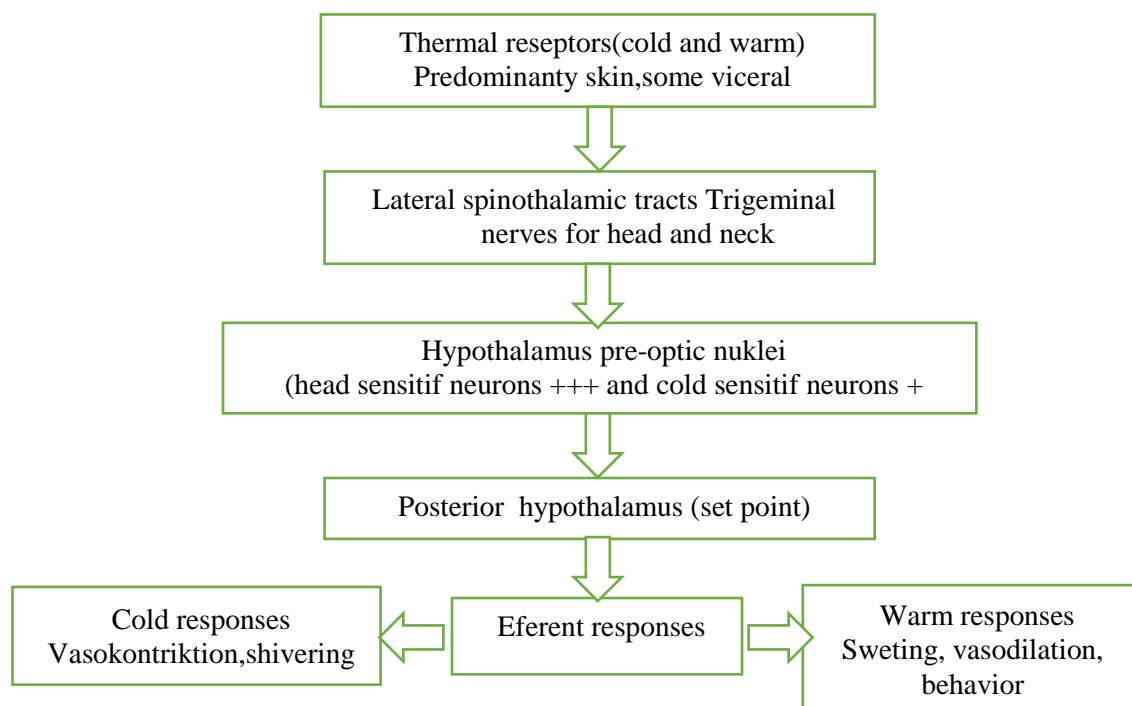 Thermal reseptors(cold and warm)
Predominanty skin,some viceral
Lateral spinothalamic tracts Trigeminal
nerves for head and neck
Hypothalamus pre-optic nuklei
(head sensitif neurons +++ and cold sensitif neurons +
Posterior hypothalamus (set point)
Cold responses
Vasokontriktion,shivering
Eferent responses
Warm responses
Sweting, vasodilation,
behavior